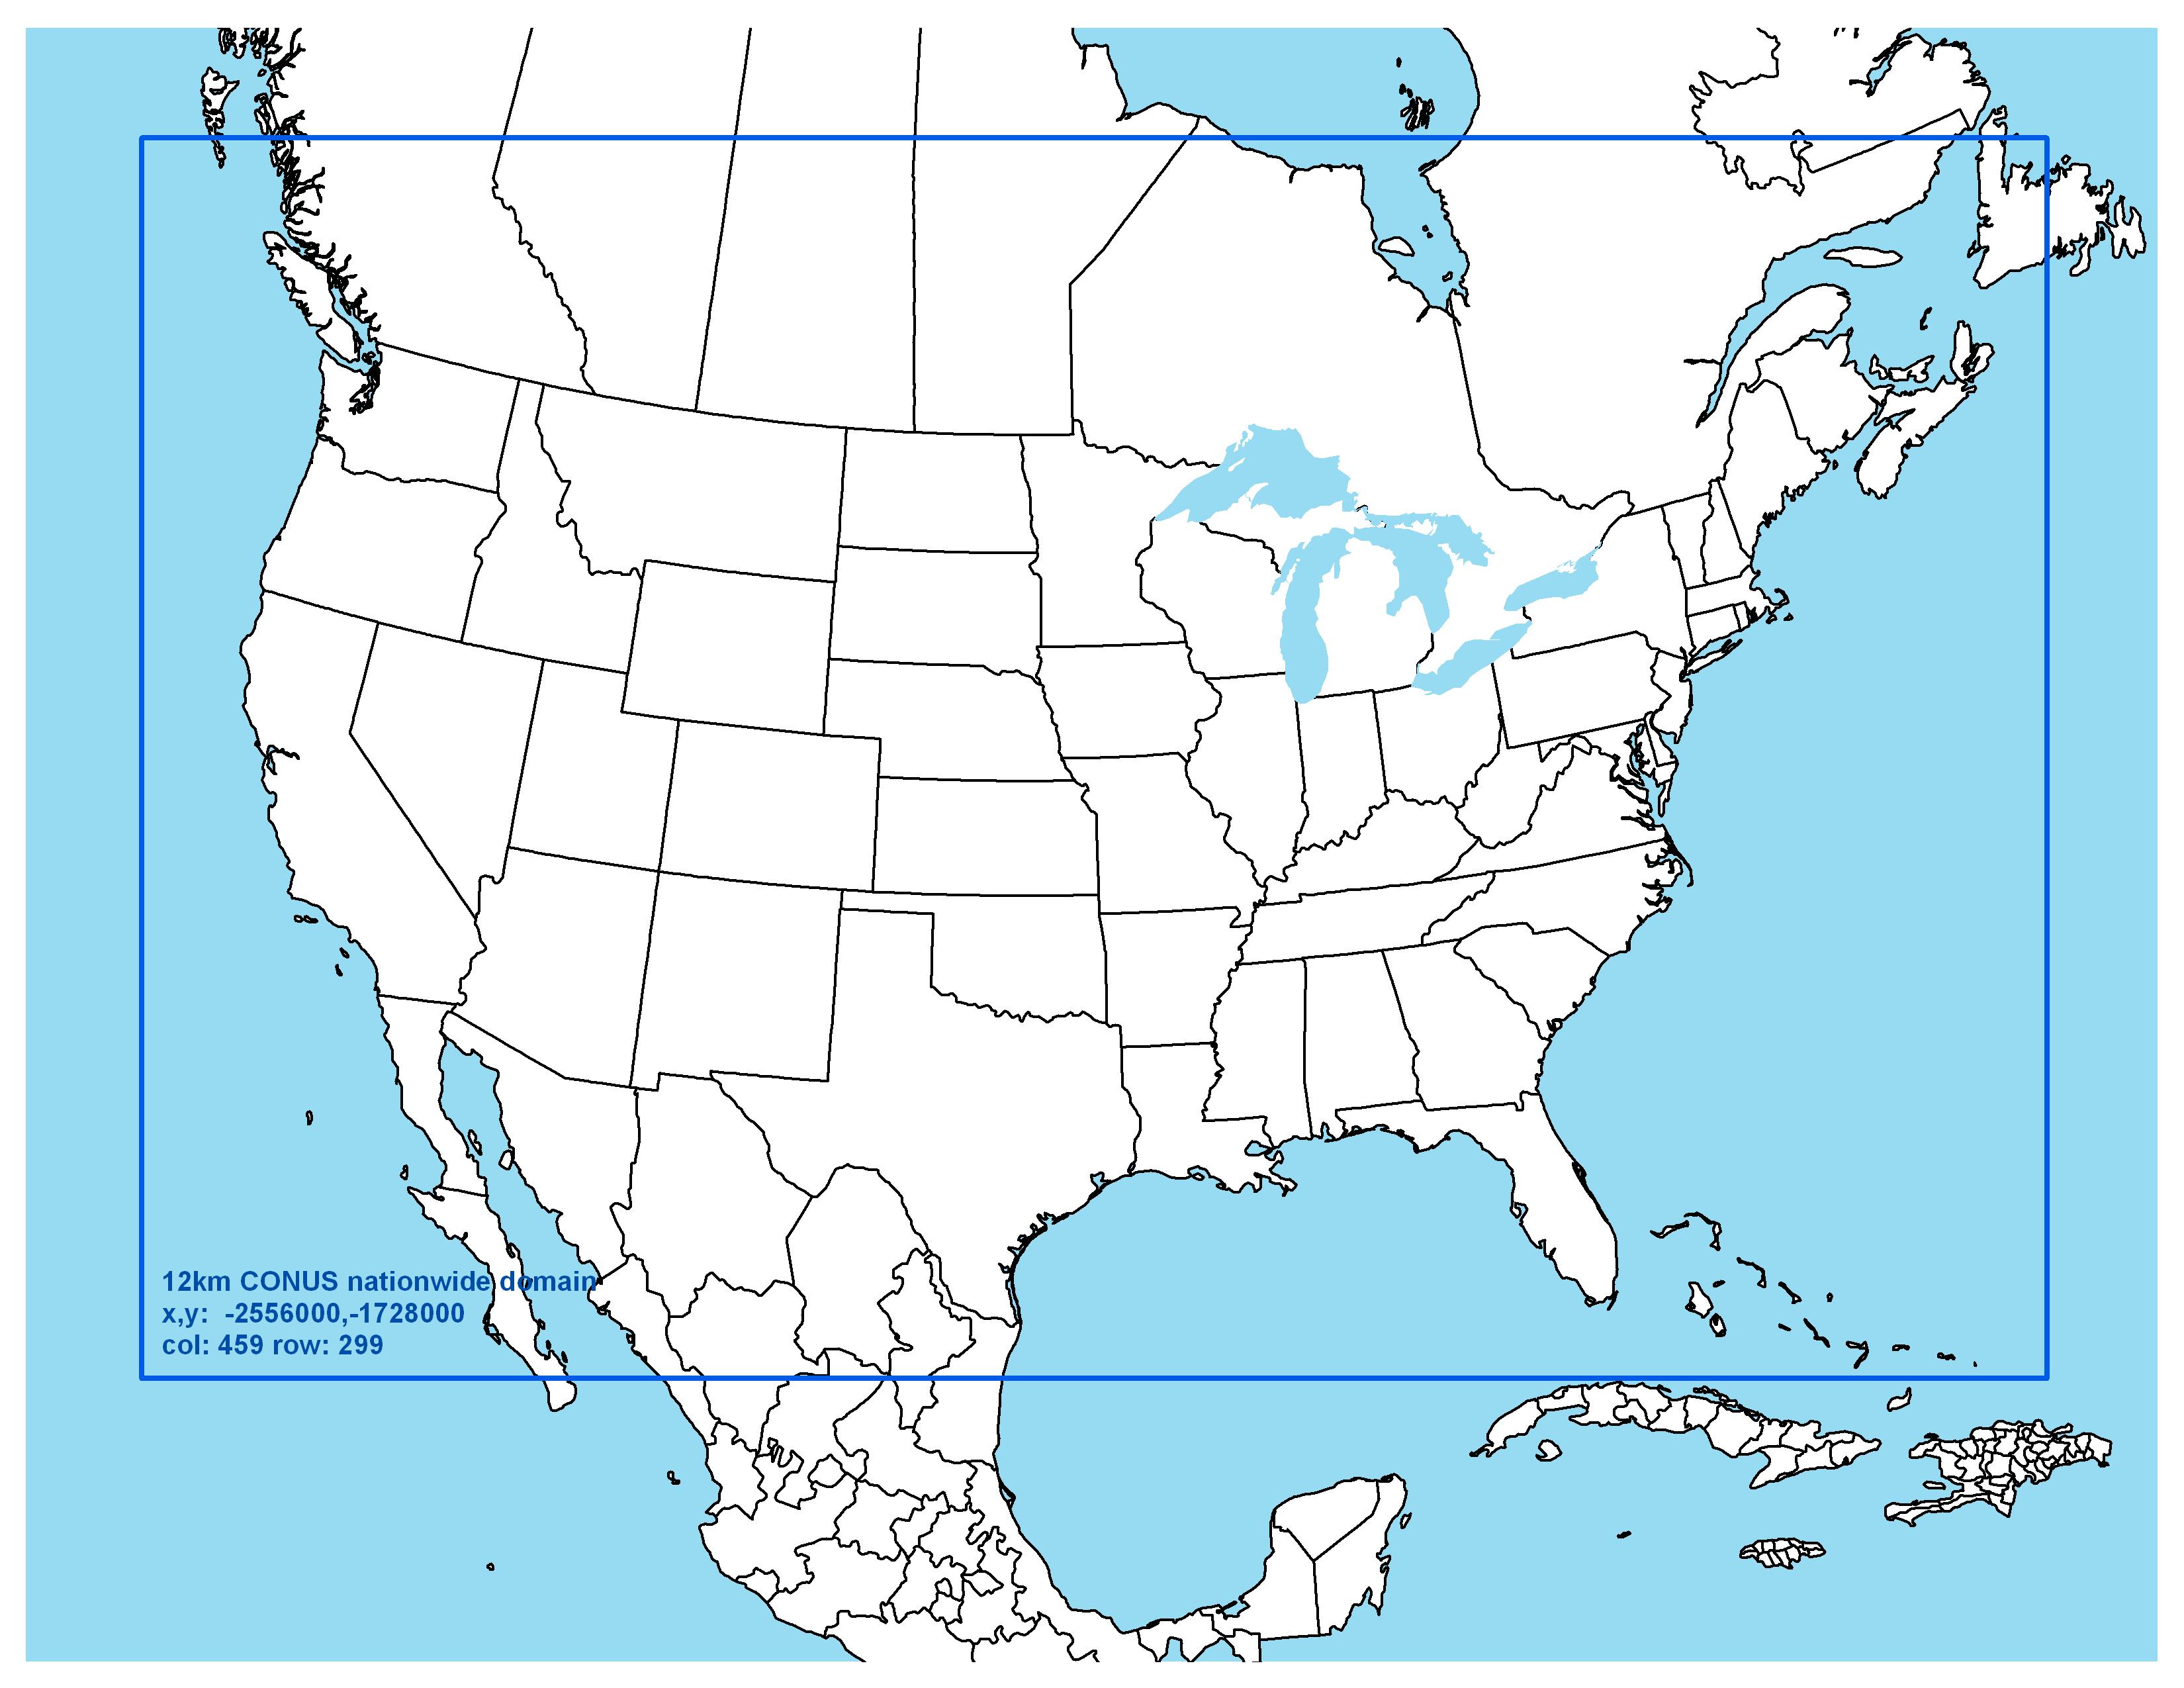 12km CONUS nationwide domain
x,y:  -2556000,-1728000
col: 459 row: 299